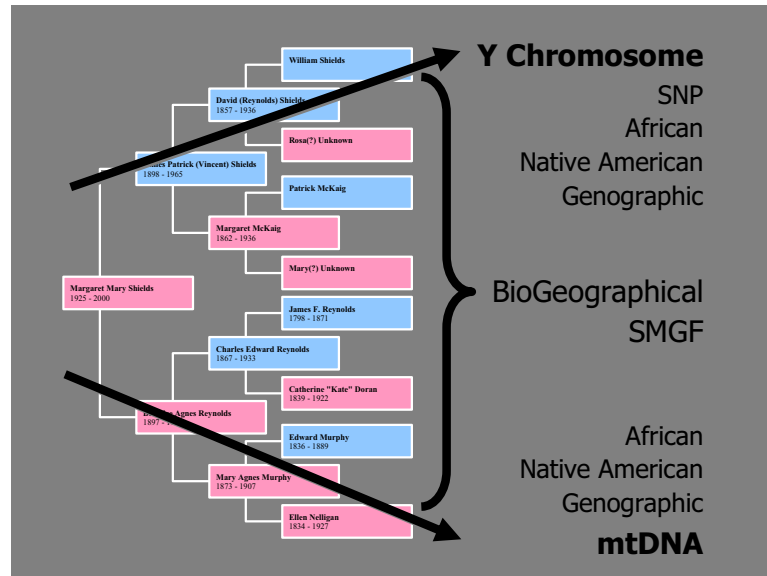 William Shields
David (Reynolds) Shields
1857 - 1936
Rosa(?) Unknown
Patrick (Vincent) Shields
1898 - 1965
Patrick McKaig
Margaret McKaig
1862 - 1936
Mary(?) Unknown
Margaret Mary Shields
1925 - 2000
James F. Reynolds
1798 - 1871
Charles Edward Reynolds
1867 - 1933
Catherine "Kate" Doran
1839 - 1922
Agnes Reynolds
1897 -
Edward Murphy
1836 - 1889
Mary Agnes Murphy
1873 - 1907
Ellen Nelligan
1834 - 1927
Y Chromosome
SNP
African
Native American
Genographic
BioGeographical
SMGF
African
Native American
Genographic
mtDNA